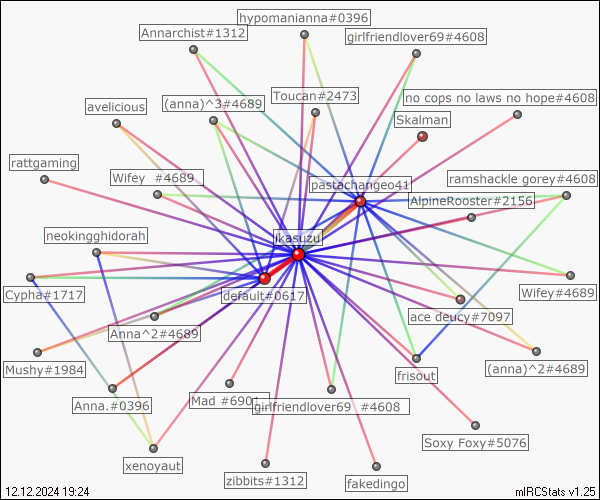 hypomanianna#0396
Annarchist#1312
girlfriendlover69#4608
avelicious
(anna)^3#4689
Toucan#2473
no cops no laws no hope#4608
Skalman
rattgaming
Wifey  #4689
pastachangeo41
ramshackle gorey#4608
AlpineRooster#2156
neokingghidorah
ikasuzu
Cypha#1717
default#0617
Wifey#4689
Anna^2#4689
ace deucy#7097
Mushy#1984
frisout
(anna)^2#4689
Anna.#0396
Mad #6901
girlfriendlover69  #4608
Soxy Foxy#5076
xenoyaut
zibbits#1312
fakedingo
12.12.2024 19:24
mIRCStats v1.25